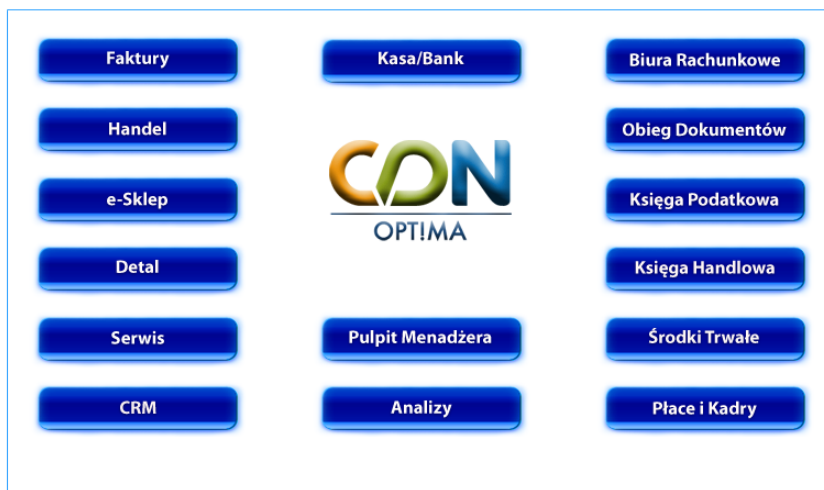 Faktury
Kasa/Bank
Biura Rachunkowe
Handel
Obieg Dokumentów
CDN
OPT!MA
e-Sklep
Księga Podatkowa
Detal
Księga Handlowa
Serwis
Pulpit Menadżera
Środki Trwałe
CRM
Analizy
Płace i Kadry